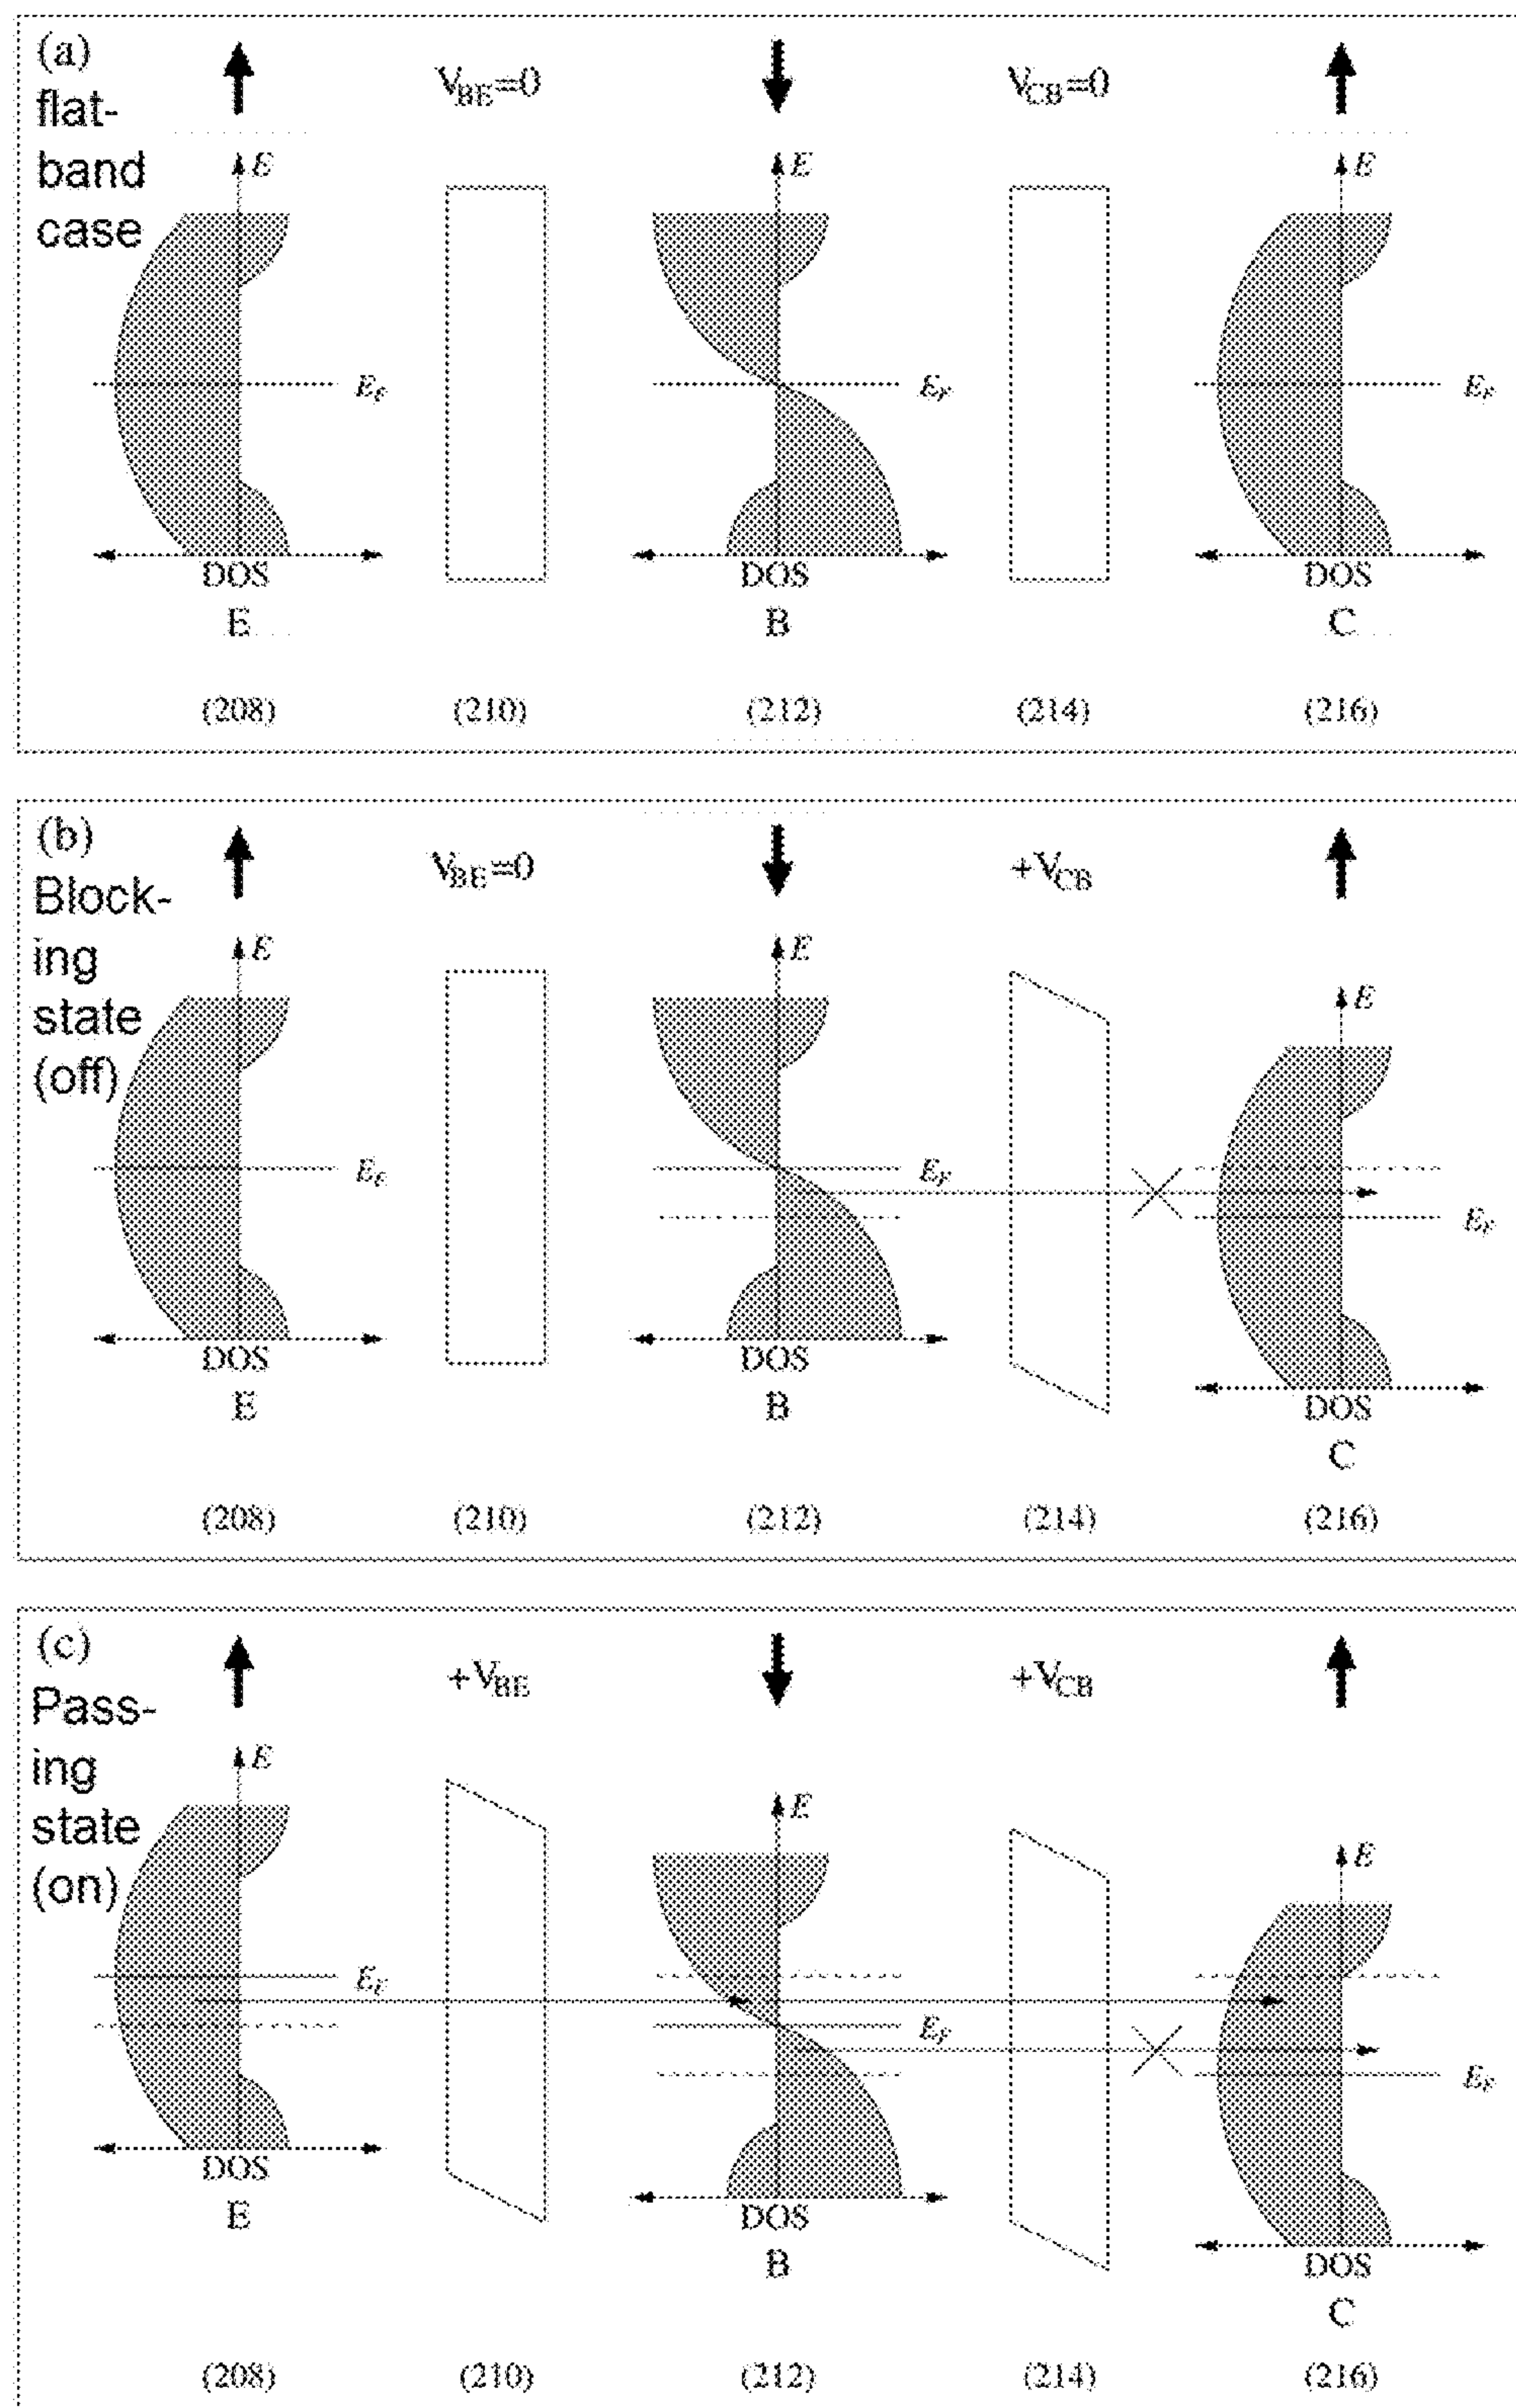 (a)
flat-
band
case
V_BE=0
V_CB=0
E
E
E
E_F
E_F
E_F
DOS
DOS
DOS
E
B
C
(208)
(210)
(212)
(214)
(216)
(b)
Block-
ing
state
(off)
V_BE=0
+V_CB
E
E
E
E_F
E_F
E_F
DOS
DOS
DOS
E
B
C
(208)
(210)
(212)
(214)
(216)
(c)
Pass-
ing
state
(on)
+V_BE
+V_CB
E
E
E
E_F
E_F
E_F
DOS
DOS
DOS
E
B
C
(208)
(210)
(212)
(214)
(216)